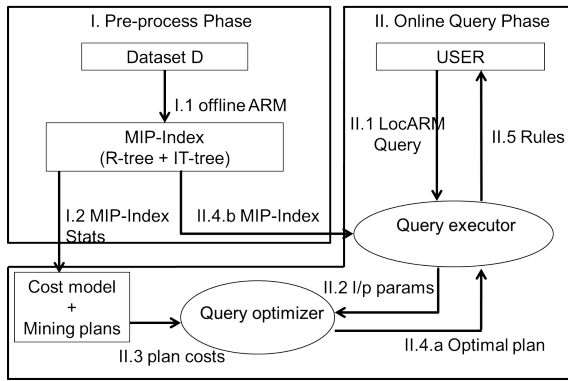 I. Pre-process Phase
Dataset D
I.1 offline ARM
MIP-Index
(R-tree + IT-tree)
I.2 MIP-Index
Stats
II.4.b MIP-Index
II. Online Query Phase
USER
II.1 LocARM
Query
II.5 Rules
Query executor
II.2 I/p params
Cost model
+
Mining plans
Query optimizer
II.3 plan costs
II.4.a Optimal plan